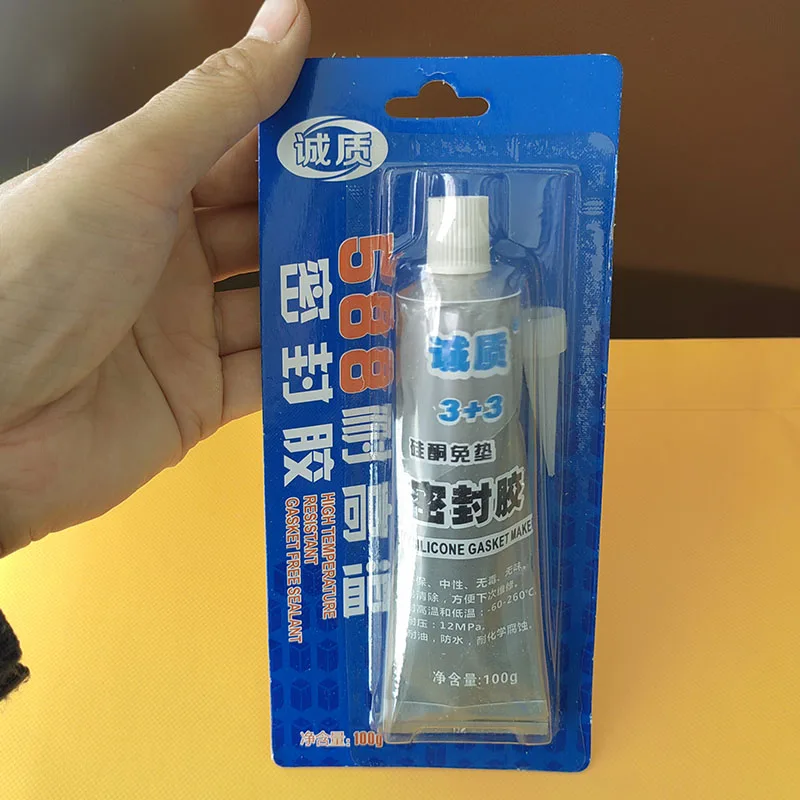 诚质
588耐高温
密封胶
HIGH TEMPERATURE
RESISTANT
GASKET FREE SEALANT
净含量:100g
诚质
3+3
硅酮免垫
密封胶
SILICONE GASKET MAKE
保、中性、无毒、无味。
清除，方便下次维修。
耐高温和低温：-60-260℃。
耐压：12MPa。
耐油，防水，耐化学腐蚀。
净含量:100g